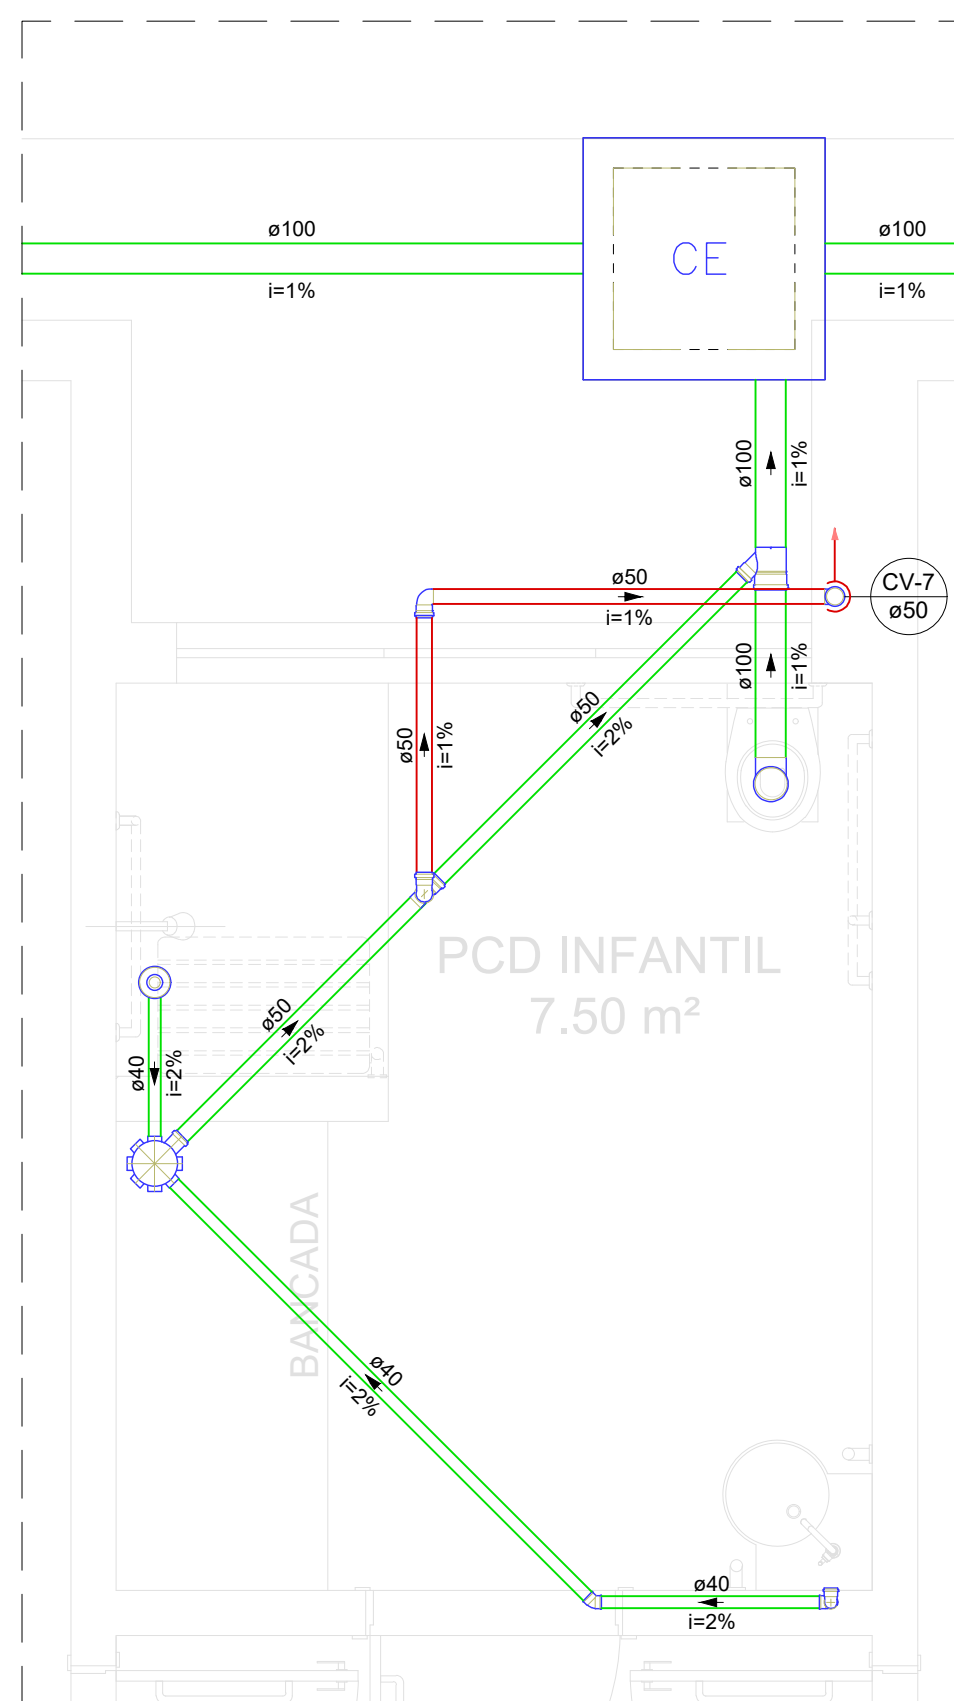 ø100
ø100
CE
i=1%
i=1%
ø100
i=1%
ø50
CV-7
i=1%
ø50
ø100
i=1%
ø50
i=2%
ø50
i=1%
PCD INFANTIL
7.50 m²
ø50
i=2%
ø40
i=2%
BANCADA
ø40
i=2%
ø40
i=2%